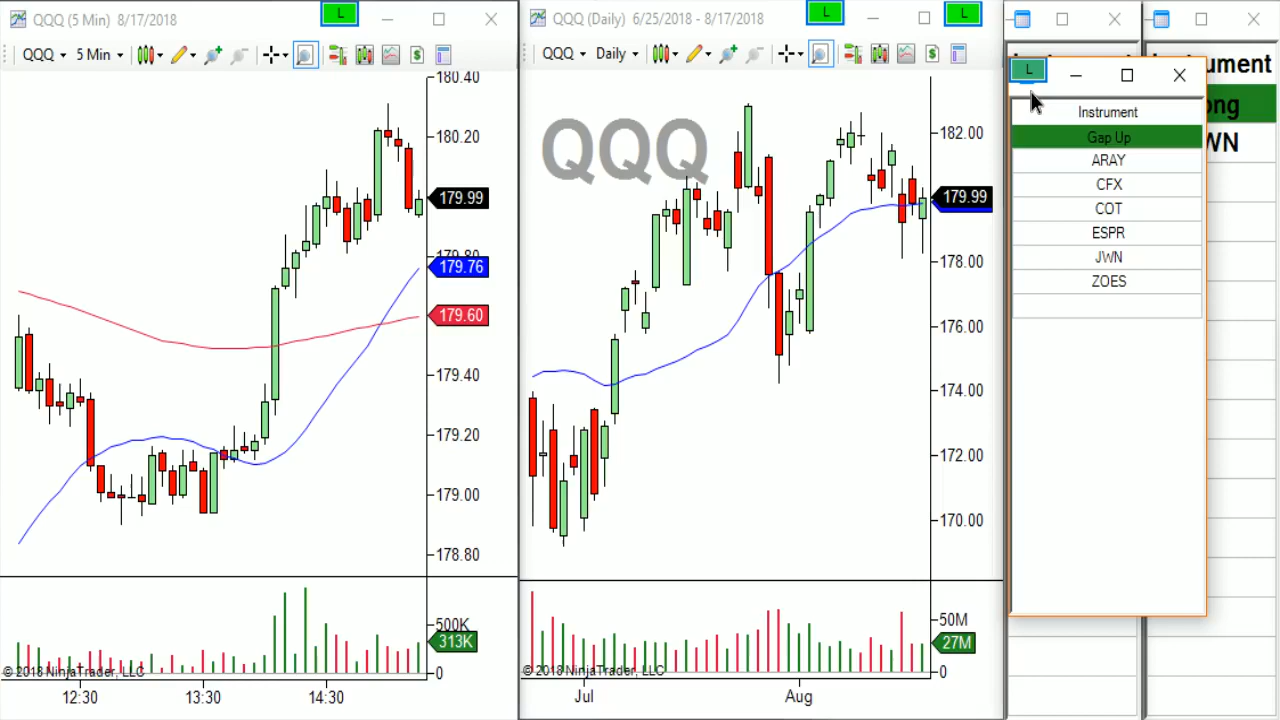 QQQ (5 Min) 8/17/2018
L
QQQ 5 Min
180.40
180.20
179.99
179.80
179.76
179.60
179.40
179.20
179.00
178.80
500K
313K
0
© 2018 NinjaTrader, LLC
12:30 13:30 14:30
QQQ (Daily) 6/25/2018 - 8/17/2018
L
L
QQQ Daily
$
QQQ
182.00
179.99
178.00
176.00
174.00
172.00
170.00
50M
27M
0
© 2018 NinjaTrader, LLC
Jul Aug
L
Instrument
Gap Up
ARAY
CFX
COT
ESPR
JWN
ZOES